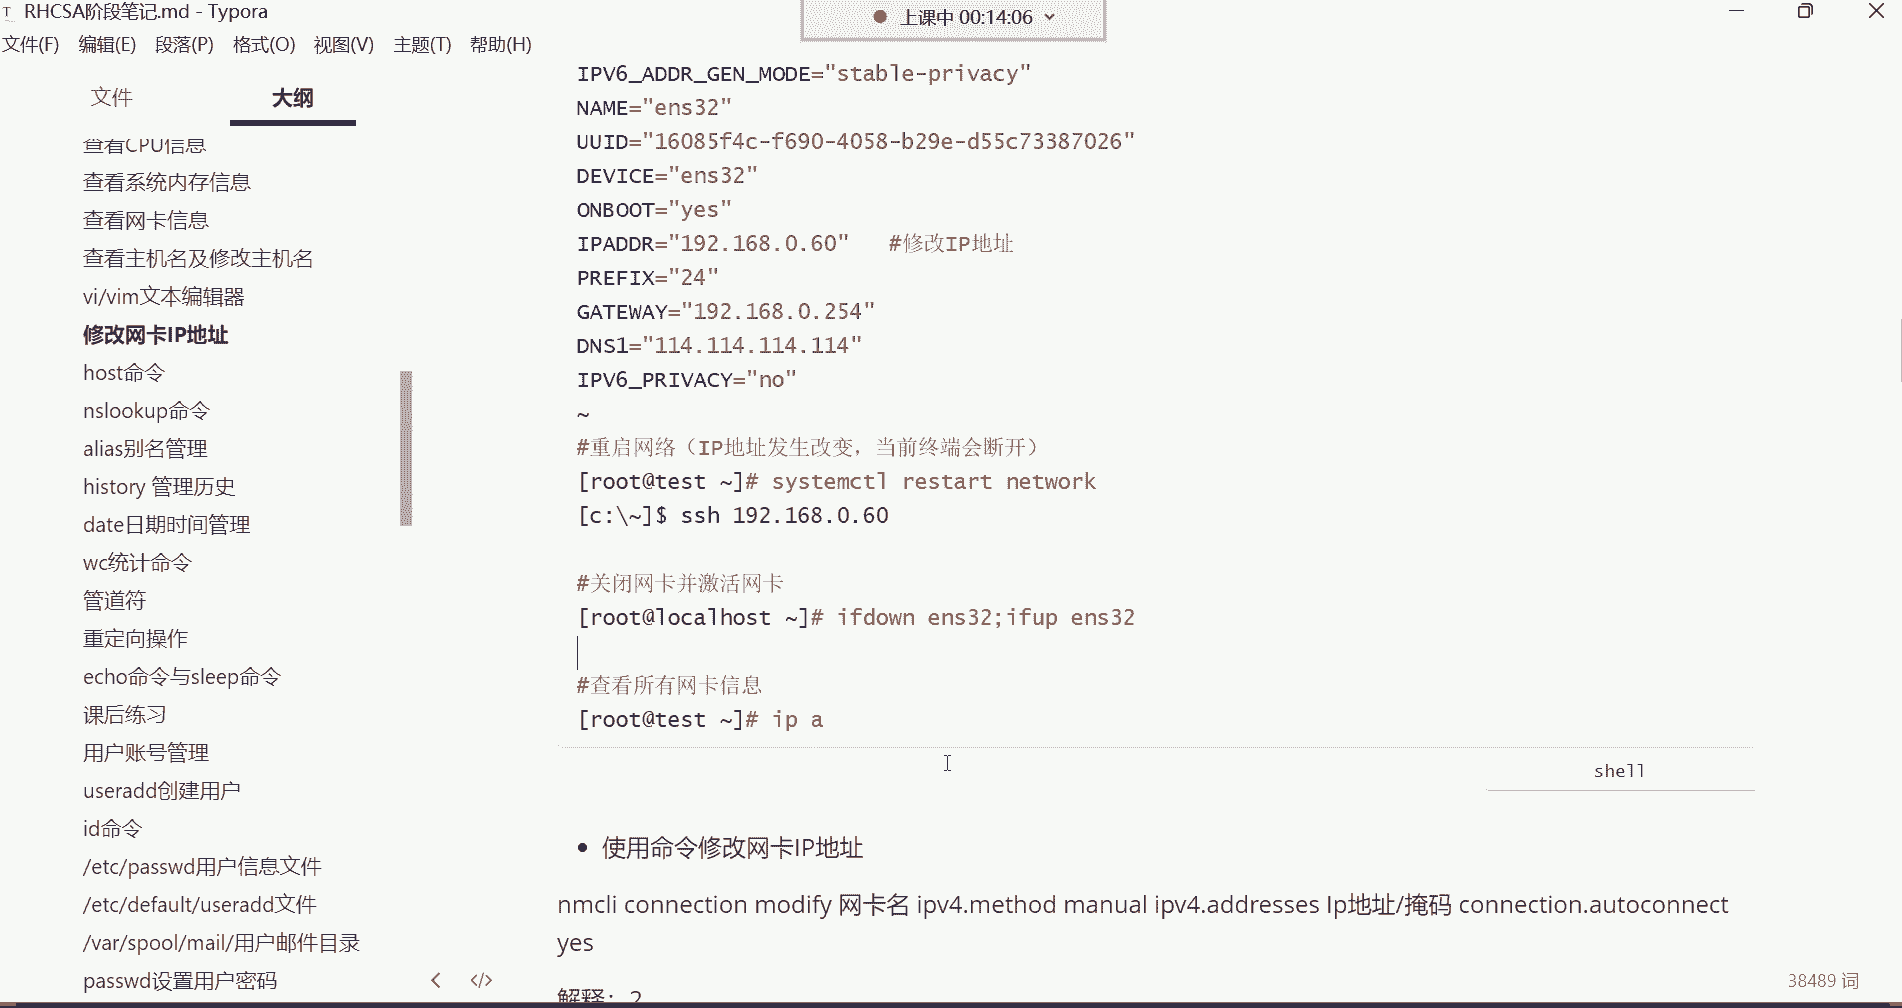 RHCSA阶段笔记.md - Typora
上课中 00:14:06
文件(F) 编辑(E) 段落(P) 格式(O) 视图(V) 主题(T) 帮助(H)
文件 大纲
查看CPU信息
查看系统内存信息
查看网卡信息
查看主机名及修改主机名
vi/vim文本编辑器
修改网卡IP地址
host命令
nslookup命令
alias别名管理
history 管理历史
date日期时间管理
wc统计命令
管道符
重定向操作
echo命令与sleep命令
课后练习
用户账号管理
useradd创建用户
id命令
/etc/passwd用户信息文件
/etc/default/useradd文件
/var/spool/mail/用户邮件目录
passwd设置用户密码
IPV6_ADDR_GEN_MODE="stable-privacy"
NAME="ens32"
UUID="16085f4c-f690-4058-b29e-d55c73387026"
DEVICE="ens32"
ONBOOT="yes"
IPADDR="192.168.0.60"   #修改IP地址
PREFIX="24"
GATEWAY="192.168.0.254"
DNS1="114.114.114.114"
IPV6_PRIVACY="no"
~
#重启网络（IP地址发生改变，当前终端会断开）
[root@test ~]# systemctl restart network
[c:\~]$ ssh 192.168.0.60
#关闭网卡并激活网卡
[root@localhost ~]# ifdown ens32;ifup ens32
#查看所有网卡信息
[root@test ~]# ip a
shell
• 使用命令修改网卡IP地址
nmcli connection modify 网卡名 ipv4.method manual ipv4.addresses Ip地址/掩码 connection.autoconnect
yes
解释：2
38489 词